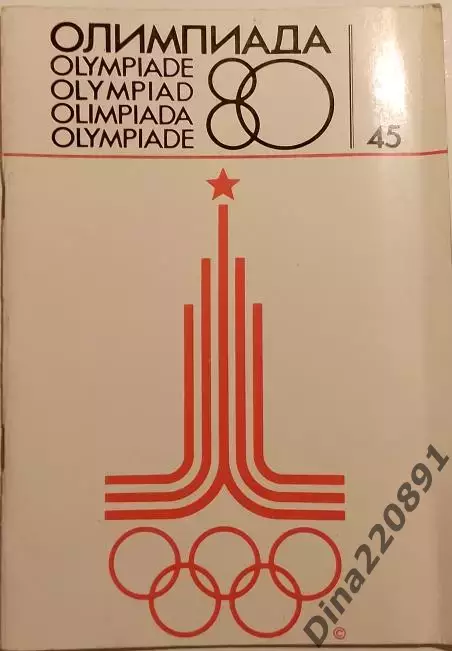 ОЛИМПИАДА
OLYMPIADE
OLYMPIAD
OLIMPIADA
OLYMPIADE
80
45
©
Dina220891